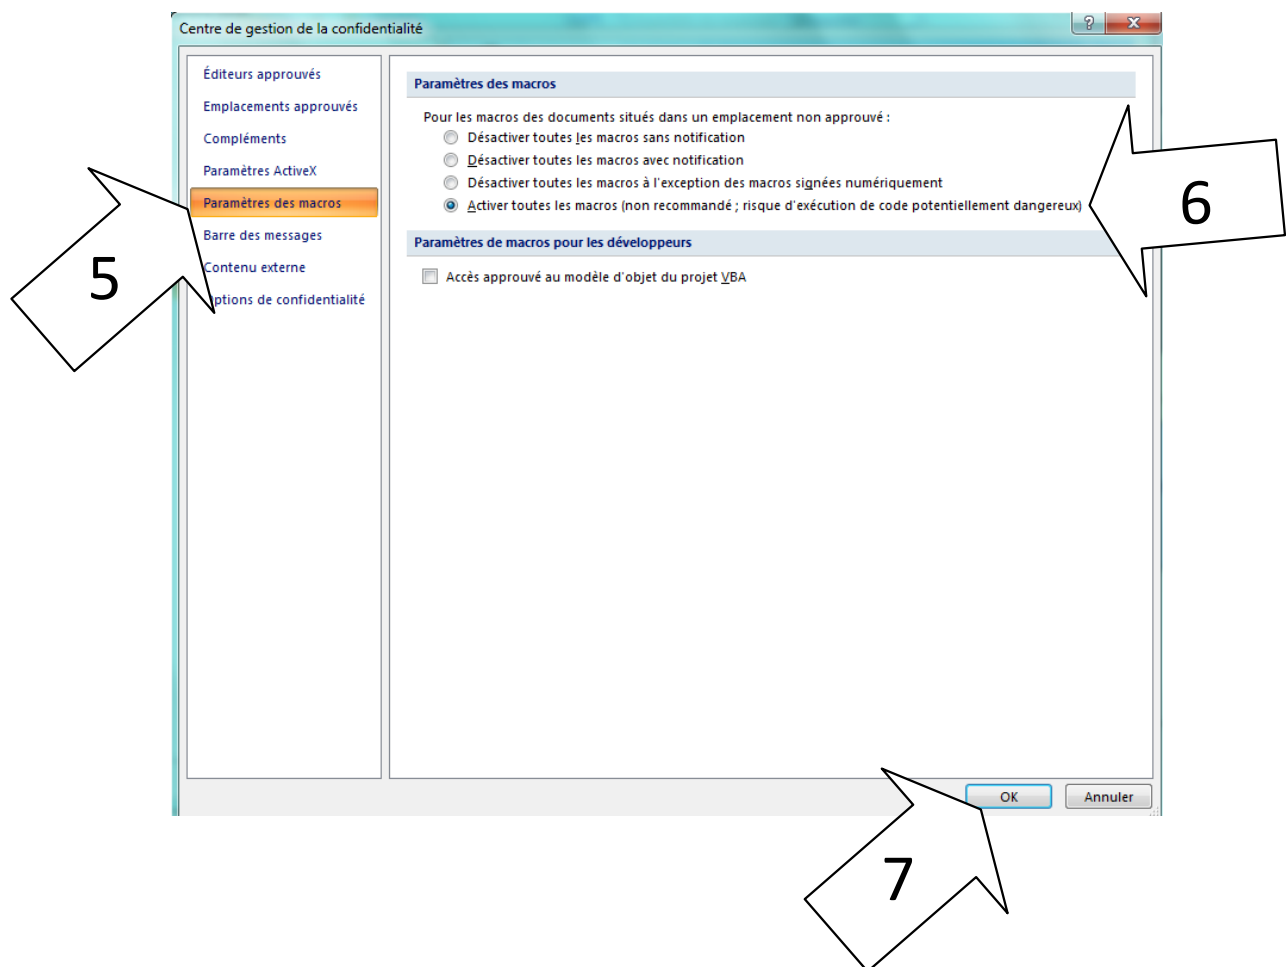 Centre de gestion de la confidentialité
?
Éditeurs approuvés
Emplacements approuvés
Compléments
Paramètres ActiveX
Paramètres des macros
Barre des messages
Contenu externe
ptions de confidentialité
Paramètres des macros
Pour les macros des documents situés dans un emplacement non approuvé :
Désactiver toutes les macros sans notification
Désactiver toutes les macros avec notification
Désactiver toutes les macros à l'exception des macros signées numériquement
Activer toutes les macros (non recommandé ; risque d'exécution de code potentiellement dangereux)
Paramètres de macros pour les développeurs
Accès approuvé au modèle d'objet du projet VBA
5
6
OK
Annuler
7